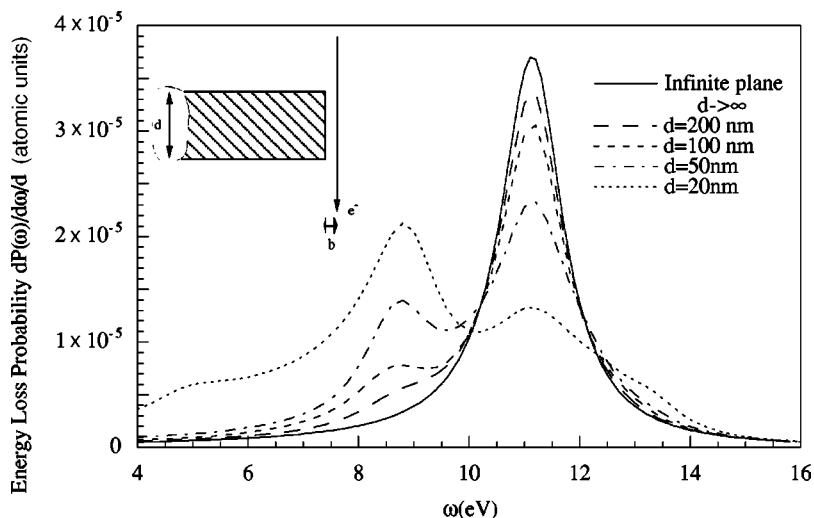 Energy Loss Probability dP(ω)/dω/d (atomic units)
4 x 10⁻⁵
3 x 10⁻⁵
2 x 10⁻⁵
1 x 10⁻⁵
0
d
e⁻
b
Infinite plane
d->∞
d=200 nm
d=100 nm
d=50nm
d=20nm
4 6 8 10 12 14 16
ω(eV)